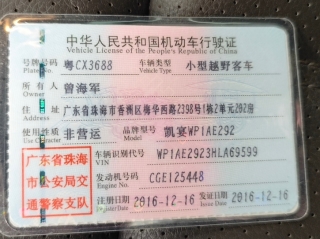 中华人民共和国机动车行驶证
Vehicle License of the People's Republic of China
号牌号码 粤CX3688 车辆类型 小型越野客车
Plate No. Vehicle Type
所有人 曾海军
Owner
住址 广东省珠海市香洲区梅华西路2398号1栋2单元292房
Address
使用性质 非营运 品牌型号 凯宴WP1AE292
Use Character Model
车辆识别代号 WP1AE2923HLA69599
VIN
发动机号码 CGE125448
Engine No.
注册日期 2016-12-16 发证日期 2016-12-16
Register Date Issue Date
广东省珠海
市公安局交
通警察支队